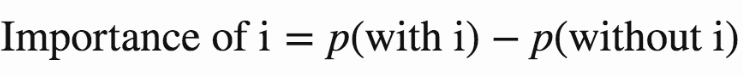 Importance of i = p(with i) − p(without i)